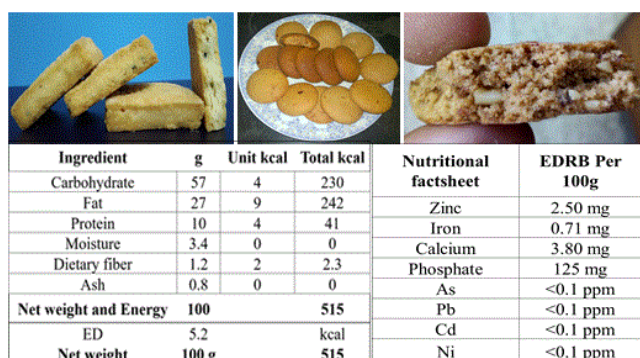 Ingredient g Unit kcal Total kcal
Carbohydrate 57 4 230
Fat 27 9 242
Protein 10 4 41
Moisture 3.4 0 0
Dietary fiber 1.2 2 2.3
Ash 0.8 0 0
Net weight and Energy 100 515
ED 5.2 kcal
Net weight 100 g 515
Nutritional factsheet EDRB Per 100g
Zinc 2.50 mg
Iron 0.71 mg
Calcium 3.80 mg
Phosphate 125 mg
As <0.1 ppm
Pb <0.1 ppm
Cd <0.1 ppm
Ni <0.1 ppm